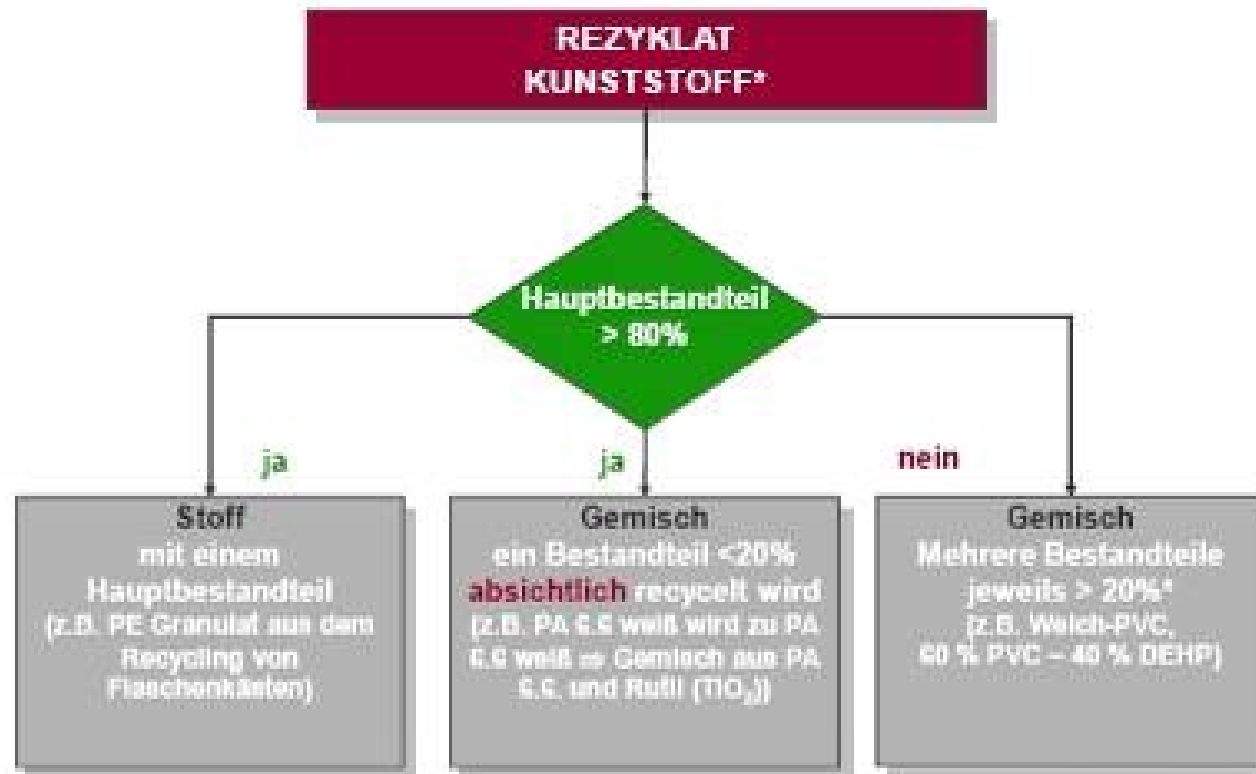 REZYKLAT
KUNSTSTOFF*
Hauptbestandteil
> 80%
ja
ja
nein
Stoff
mit einem
Hauptbestandteil
(z.B. PE Granulat aus dem
Recycling von
Flaschenkästen)
Gemisch
ein Bestandteil <20%
absichtlich recycelt wird
(z.B. PA 6.6 weiß wird zu PA
6.6 weiß ⇒ Gemisch aus PA
6.6. und Rutil (TiO₂))
Gemisch
Mehrere Bestandteile
jeweils > 20%*
(z.B. Weich-PVC,
60 % PVC – 40 % DEHP)